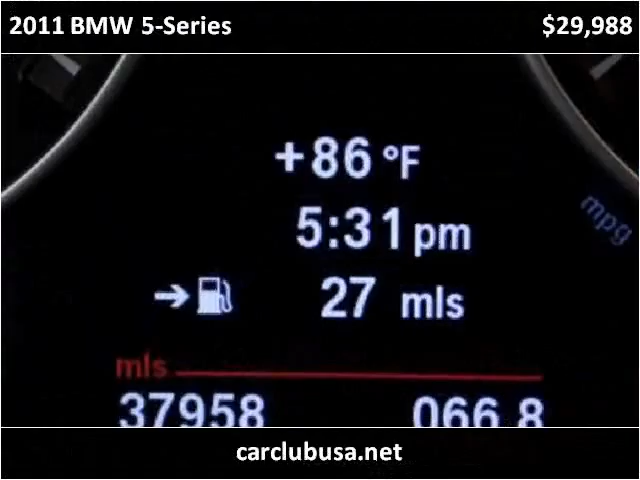 2011 BMW 5-Series $29,988
+86 °F
5:31 pm
mpg
➔ 27 mls
mls
37958 066.8
carclubusa.net